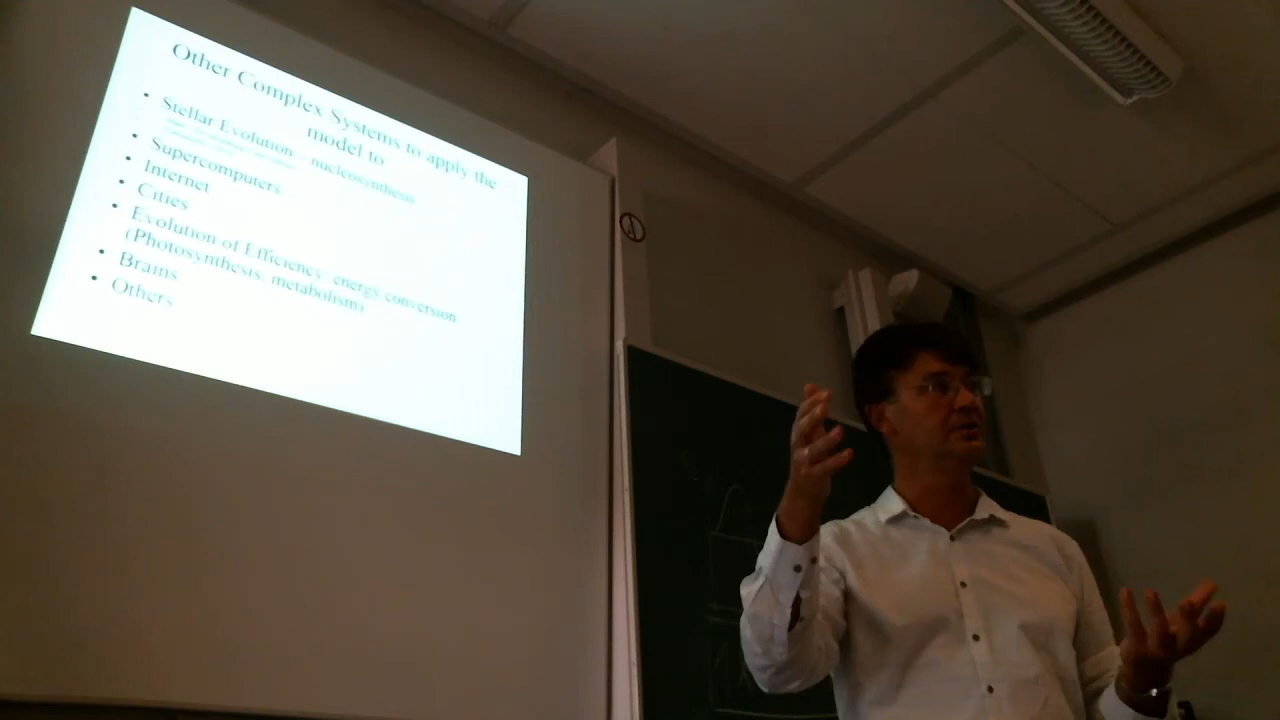 Other Complex Systems to apply the
model to
• Stellar Evolution nucleosynthesis
• Supercomputers
• Internet
• Cities
• Evolution of Efficiency, energy conversion
(Photosynthesis, metabolism)
• Brains
• Others